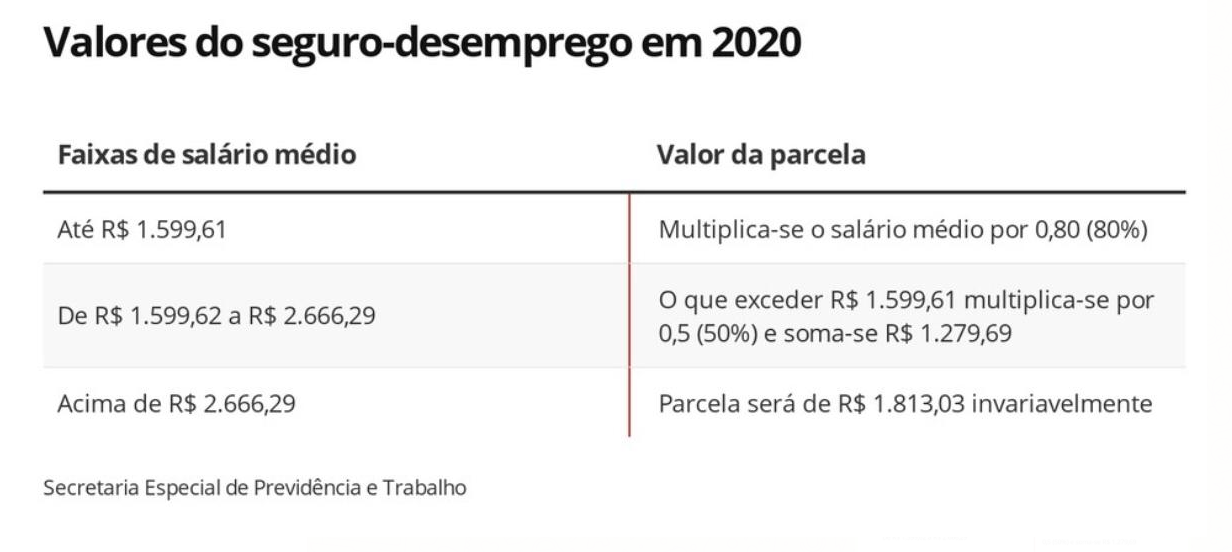 Valores do seguro-desemprego em 2020
Faixas de salário médio
Valor da parcela
Até R$ 1.599,61
Multiplica-se o salário médio por 0,80 (80%)
De R$ 1.599,62 a R$ 2.666,29
O que exceder R$ 1.599,61 multiplica-se por
0,5 (50%) e soma-se R$ 1.279,69
Acima de R$ 2.666,29
Parcela será de R$ 1.813,03 invariavelmente
Secretaria Especial de Previdência e Trabalho